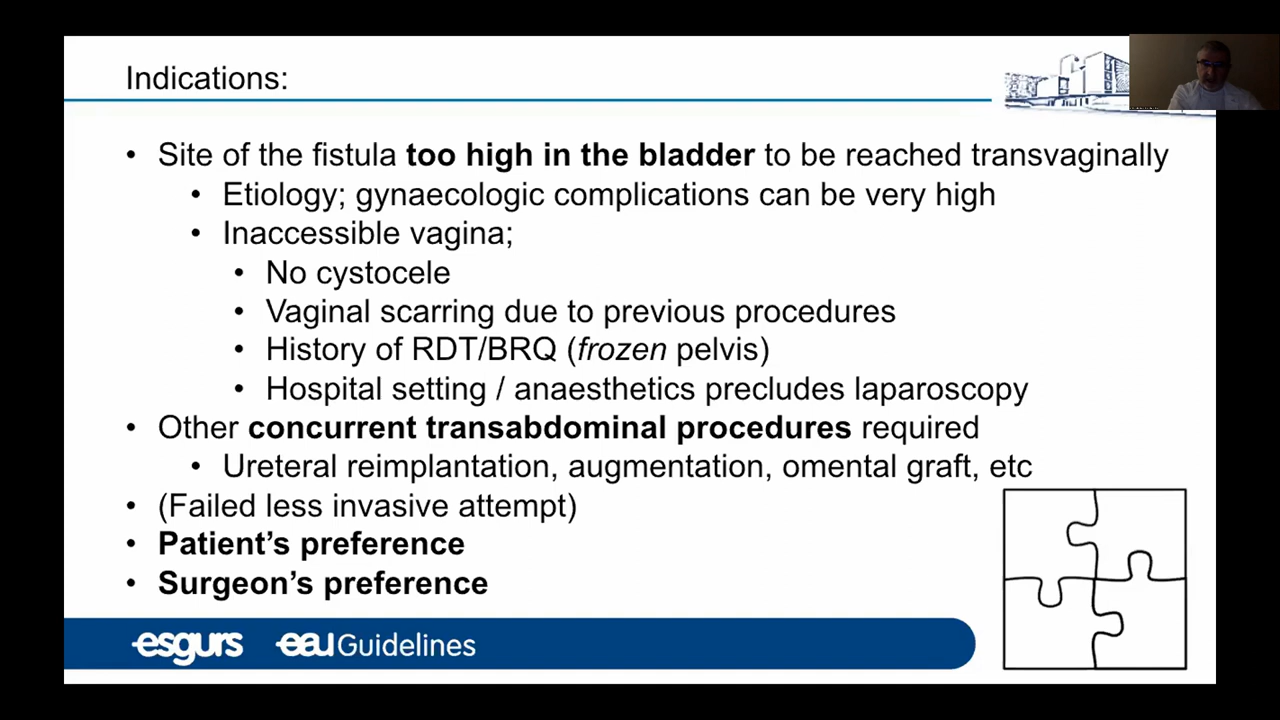 Indications:
• Site of the fistula too high in the bladder to be reached transvaginally
• Etiology; gynaecologic complications can be very high
• Inaccessible vagina;
• No cystocele
• Vaginal scarring due to previous procedures
• History of RDT/BRQ (frozen pelvis)
• Hospital setting / anaesthetics precludes laparoscopy
• Other concurrent transabdominal procedures required
• Ureteral reimplantation, augmentation, omental graft, etc
• (Failed less invasive attempt)
• Patient’s preference
• Surgeon’s preference
esgurs eau Guidelines